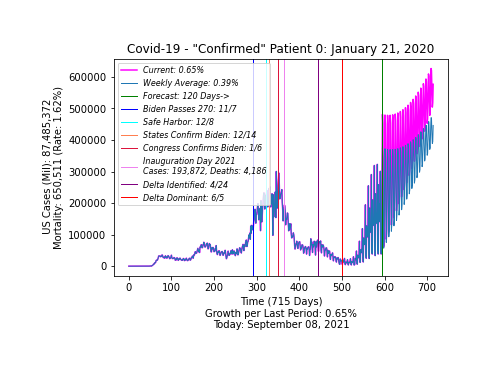 Covid-19 - "Confirmed" Patient 0: January 21, 2020
US Cases (Mil): 87,485,372
Mortality: 650,511 (Rate: 1.62%)
600000
500000
400000
300000
200000
100000
0
Current: 0.65%
Weekly Average: 0.39%
Forecast: 120 Days->
Biden Passes 270: 11/7
Safe Harbor: 12/8
States Confirm Biden: 12/14
Congress Confirms Biden: 1/6
Inauguration Day 2021
Cases: 193,872, Deaths: 4,186
Delta Identified: 4/24
Delta Dominant: 6/5
0 100 200 300 400 500 600 700
Time (715 Days)
Growth per Last Period: 0.65%
Today: September 08, 2021